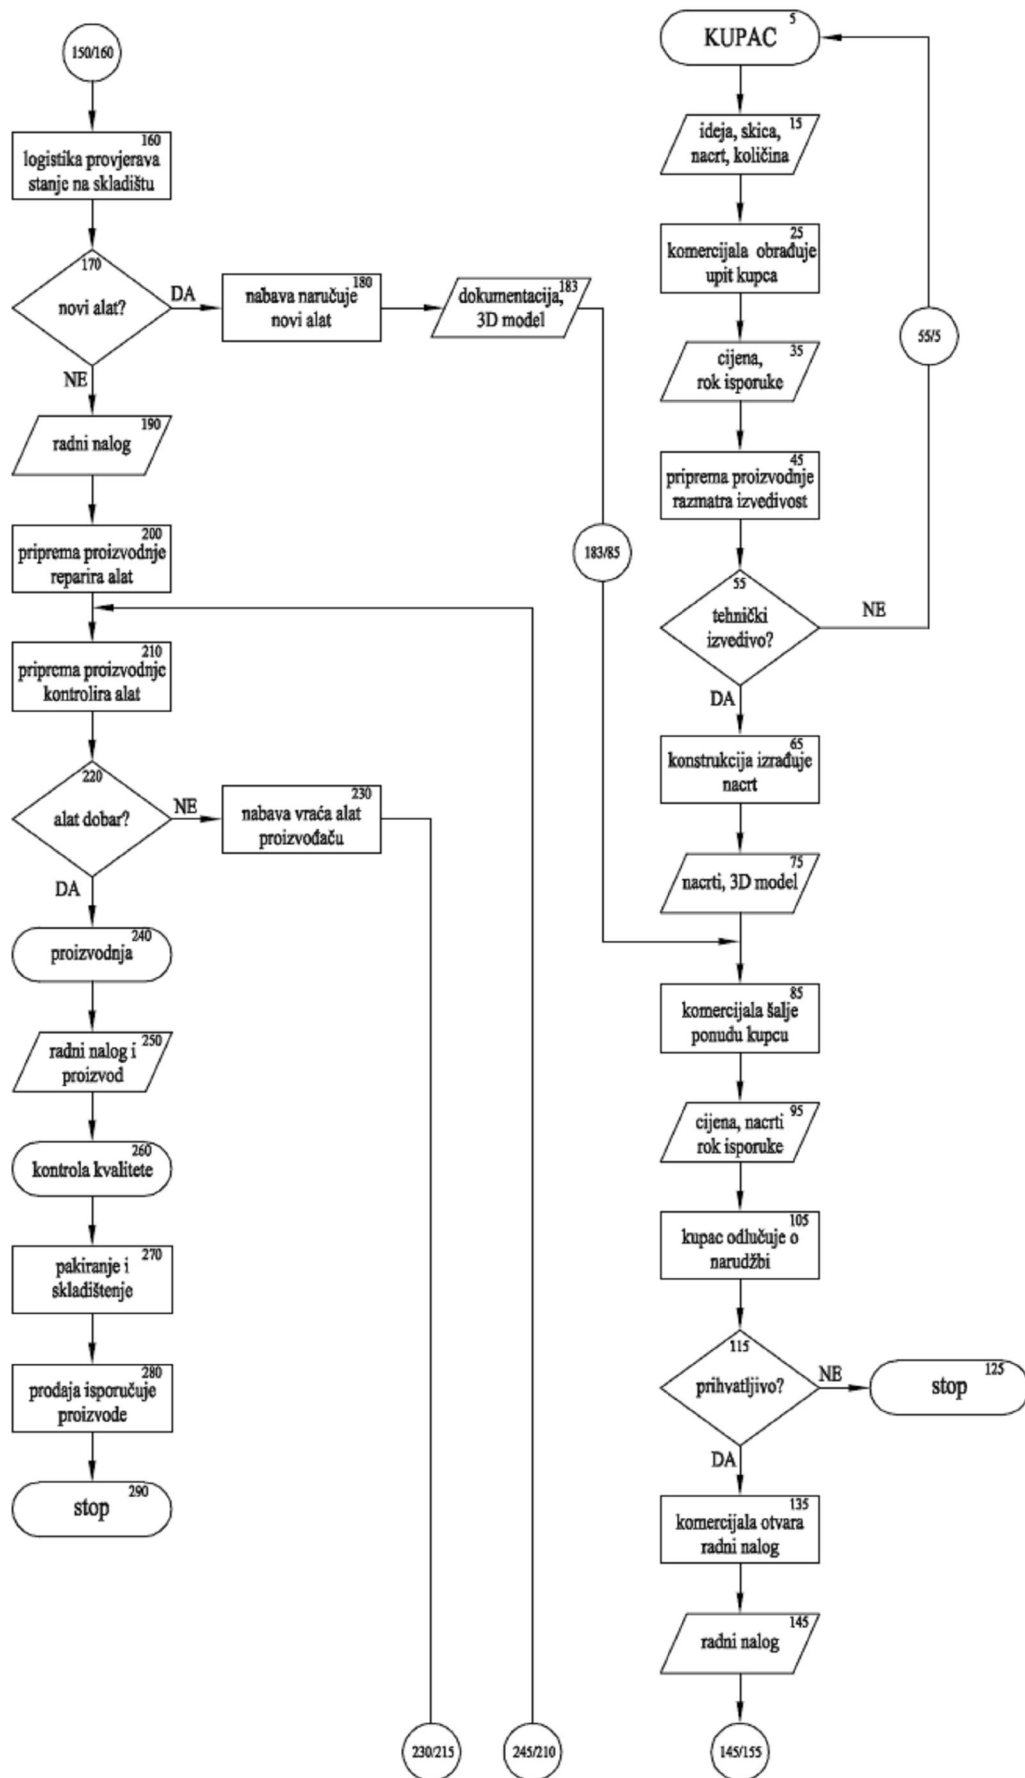 150/160
160
logistika provjerava
stanje na skladištu
170
novi alat?
DA
NE
180
nabava naručuje
novi alat
183
dokumentacija,
3D model
190
radni nalog
200
priprema proizvodnje
reparira alat
183/85
210
priprema proizvodnje
kontrolira alat
220
alat dobar?
NE
DA
230
nabava vraća alat
proizvođaču
240
proizvodnja
250
radni nalog i
proizvod
260
kontrola kvalitete
270
pakiranje i
skladištenje
280
prodaja isporučuje
proizvode
290
stop
230/215
245/210
5
KUPAC
15
ideja, skica,
nacrt, količina
25
komercijala obrađuje
upit kupca
55/5
35
cijena,
rok isporuke
45
priprema proizvodnje
razmatra izvedivost
55
tehnički
izvedivo?
NE
DA
65
konstrukcija izrađuje
nacrt
75
nacrti, 3D model
85
komercijala šalje
ponudu kupcu
95
cijena, nacrti
rok isporuke
105
kupac odlučuje o
narudžbi
115
prihvatljivo?
NE
DA
125
stop
135
komercijala otvara
radni nalog
145
radni nalog
145/155